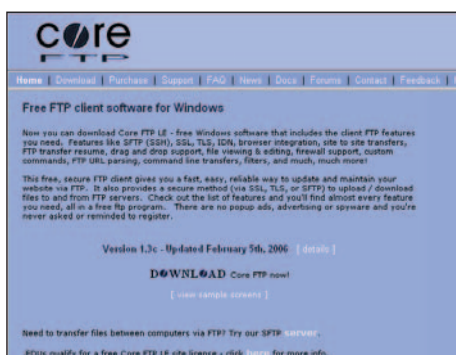 core
FTP
Home | Download | Purchase | Support | FAQ | News | Docs | Forums | Contact | Feedback |
Free FTP client software for Windows
Now you can download Core FTP LE - free Windows software that includes the client FTP features
you need. Features like SFTP (SSH), SSL, TLS, IDN, browser integration, site to site transfers,
FTP transfer resume, drag and drop support, file viewing & editing, firewall support, custom
commands, FTP URL parsing, command line transfers, filters, and much, much more!
This free, secure FTP client gives you a fast, easy, reliable way to update and maintain your
website via FTP. It also provides a secure method (via SSL, TLS, or SFTP) to upload / download
files to and from FTP servers. Check out the list of features and you'll find almost every feature
you need, all in a free ftp program. There are no popup ads, advertising or spyware and you're
never asked or reminded to register.
Version 1.3c - Updated February 5th, 2006 [ details ]
DOWNLOAD Core FTP now!
[ view sample screens ]
Need to transfer files between computers via FTP? Try our SFTP server.
EDUs qualify for a free Core FTP LE site license - click here for more info